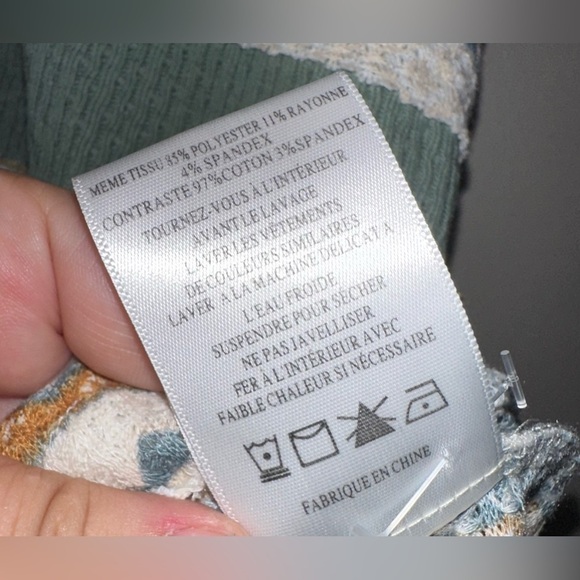 MEME TISSU 85% POLYESTER 11% RAYONNE
4% SPANDEX
CONTRASTE 97%COTON 3%SPANDEX
TOURNEZ-VOUS A L'INTERIEUR
AVANT LE LAVAGE
LAVER LES VÊTEMENTS
DE COULEURS SIMILAIRES
LAVER A LA MACHINE DELICAT A
L'EAU FROIDE
SUSPENDRE POUR SÉCHER
NE PAS JAVELLISER
FER A L'INTÉRIEUR AVEC
FAIBLE CHALEUR SI NÉCESSAIRE
FABRIQUE EN CHINE